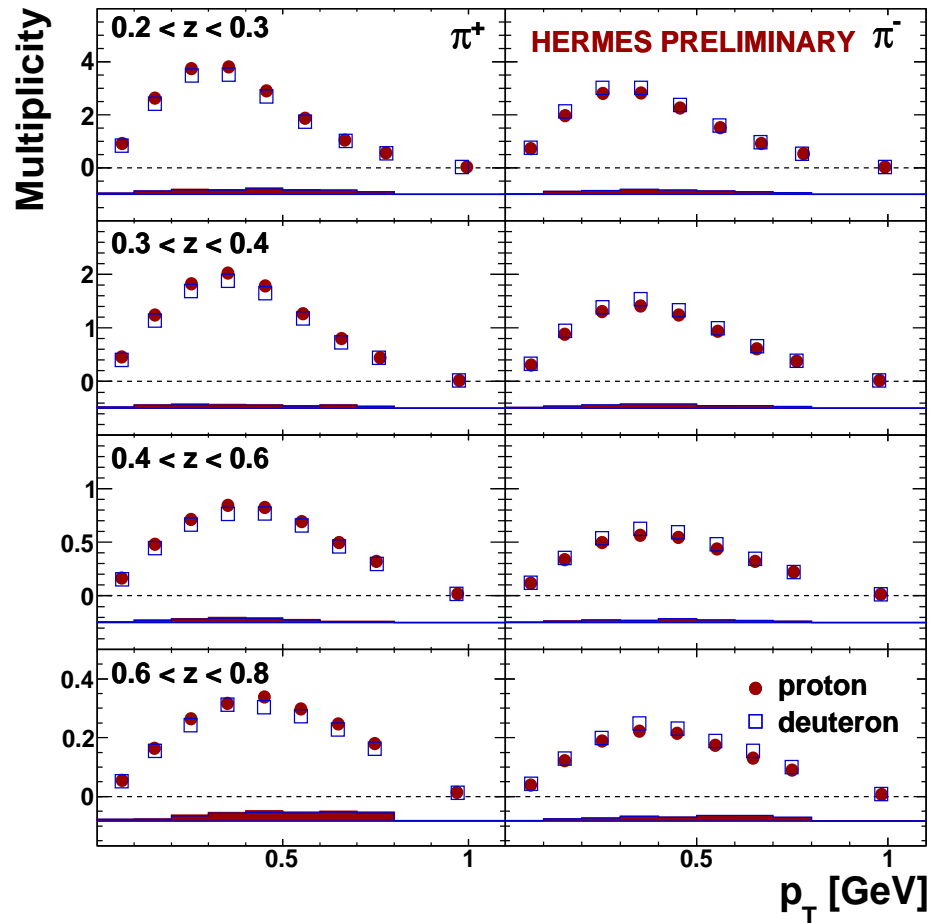 Multiplicity
0.2 < z < 0.3 π+ HERMES PRELIMINARY π-
4
2
0
0.3 < z < 0.4
2
1
0
0.4 < z < 0.6
1
0.5
0
0.6 < z < 0.8
0.4
proton
deuteron
0.2
0
0.5 1 0.5 1
p_T [GeV]